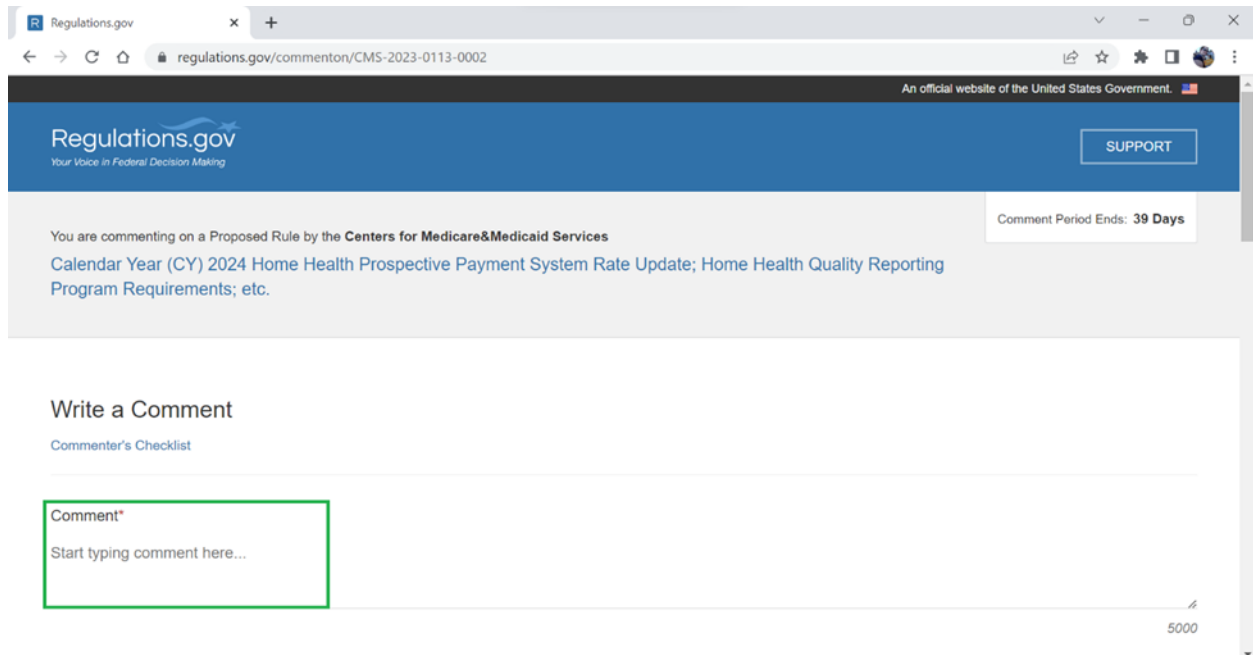 Regulations.gov
regulations.gov/commenton/CMS-2023-0113-0002
An official website of the United States Government.
Regulations.gov
Your Voice in Federal Decision Making
SUPPORT
Comment Period Ends: 39 Days
You are commenting on a Proposed Rule by the Centers for Medicare&Medicaid Services
Calendar Year (CY) 2024 Home Health Prospective Payment System Rate Update; Home Health Quality Reporting
Program Requirements; etc.
Write a Comment
Commenter's Checklist
Comment*
Start typing comment here...
5000